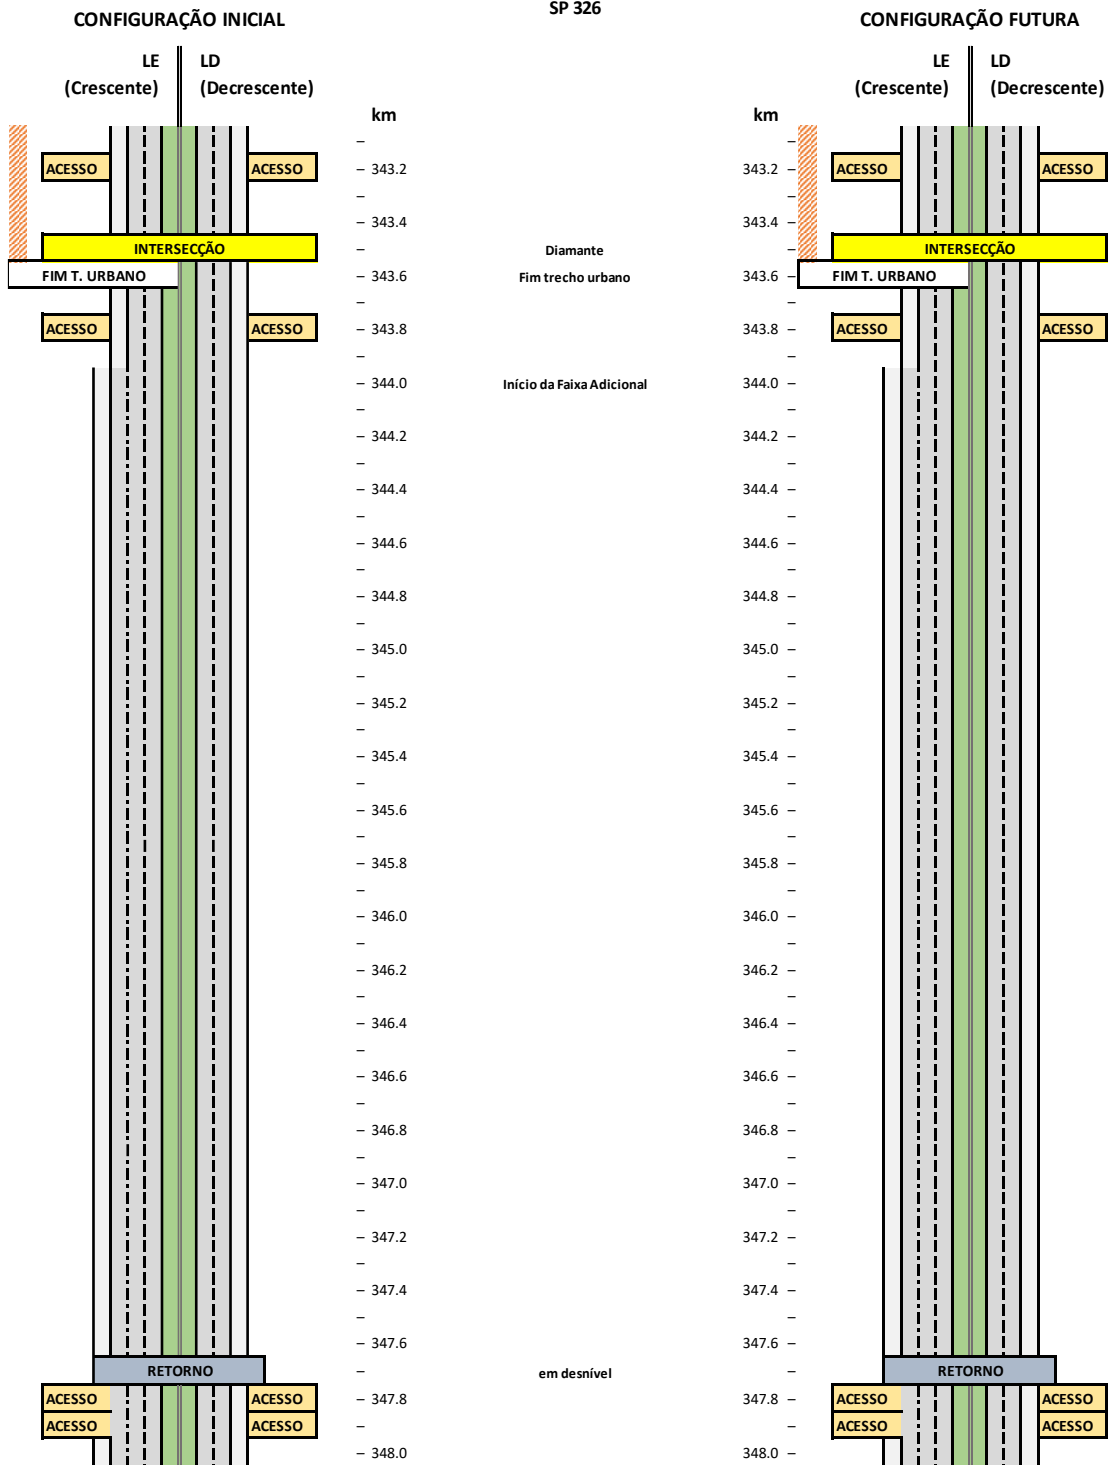 SP 326
CONFIGURAÇÃO INICIAL CONFIGURAÇÃO FUTURA
LE LD LE LD
(Crescente) (Decrescente) (Crescente) (Decrescente)
km km
ACESSO ACESSO – 343.2 343.2 – ACESSO ACESSO
– 343.4 343.4 –
INTERSECÇÃO Diamante INTERSECÇÃO
FIM T. URBANO – 343.6 Fim trecho urbano 343.6 – FIM T. URBANO
ACESSO ACESSO – 343.8 343.8 – ACESSO ACESSO
– 344.0 Início da Faixa Adicional 344.0 –
– 344.2 344.2 –
– 344.4 344.4 –
– 344.6 344.6 –
– 344.8 344.8 –
– 345.0 345.0 –
– 345.2 345.2 –
– 345.4 345.4 –
– 345.6 345.6 –
– 345.8 345.8 –
– 346.0 346.0 –
– 346.2 346.2 –
– 346.4 346.4 –
– 346.6 346.6 –
– 346.8 346.8 –
– 347.0 347.0 –
– 347.2 347.2 –
– 347.4 347.4 –
– 347.6 347.6 –
RETORNO em desnível RETORNO
ACESSO ACESSO – 347.8 347.8 – ACESSO ACESSO
ACESSO ACESSO ACESSO ACESSO
– 348.0 348.0 –